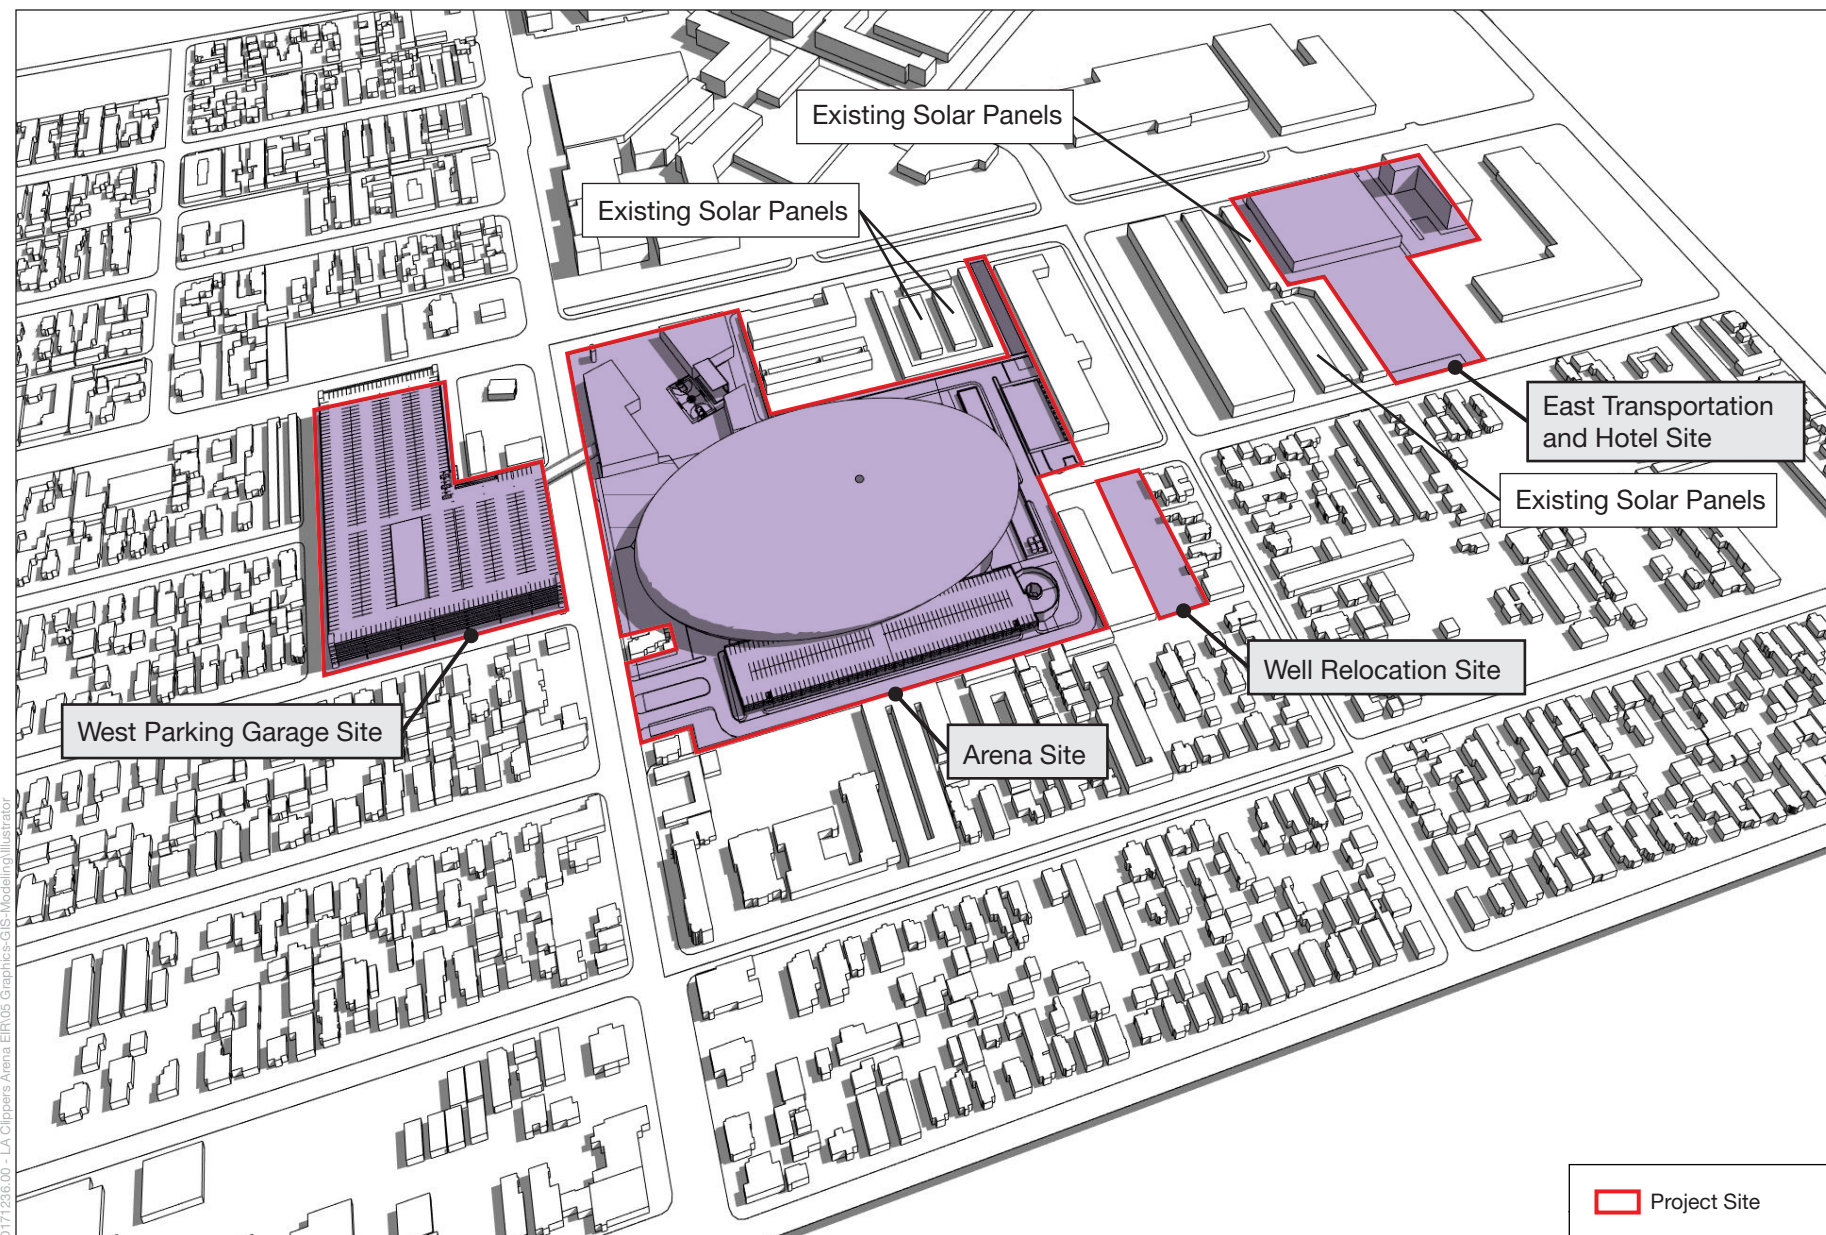 Existing Solar Panels
Existing Solar Panels
East Transportation
and Hotel Site
Existing Solar Panels
Well Relocation Site
West Parking Garage Site
Arena Site
Project Site
D171236.00 - LA Clippers Arena EIR\05 Graphics-GIS-Modeling\Illustrator